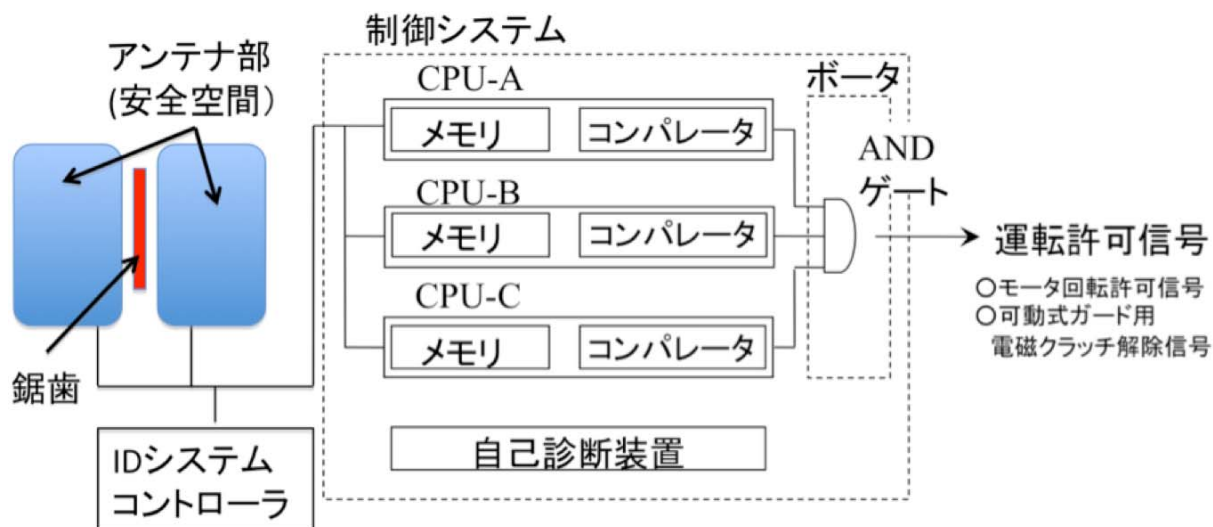 制御システム
アンテナ部
(安全空間)
CPU-A
メモリ
コンパレータ
ボータ
AND
ゲート
CPU-B
メモリ
コンパレータ
運転許可信号
○モータ回転許可信号
○可動式ガード用
電磁クラッチ解除信号
CPU-C
メモリ
コンパレータ
鋸歯
自己診断装置
IDシステム
コントローラ